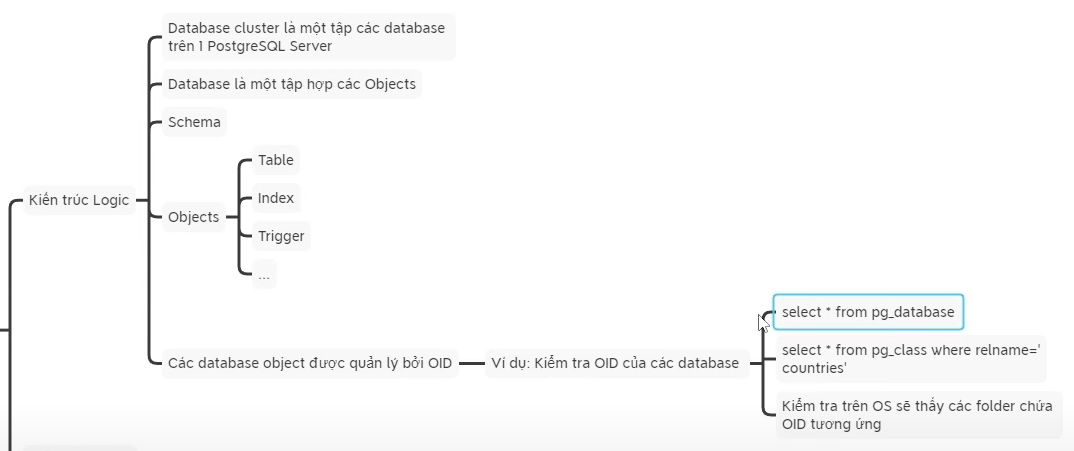 Database cluster là một tập các database
trên 1 PostgreSQL Server
Database là một tập hợp các Objects
Schema
Kiến trúc Logic
Objects
Table
Index
Trigger
...
Các database object được quản lý bởi OID
Ví dụ: Kiểm tra OID của các database
select * from pg_database
select * from pg_class where relname='
countries'
Kiểm tra trên OS sẽ thấy các folder chứa
OID tương ứng